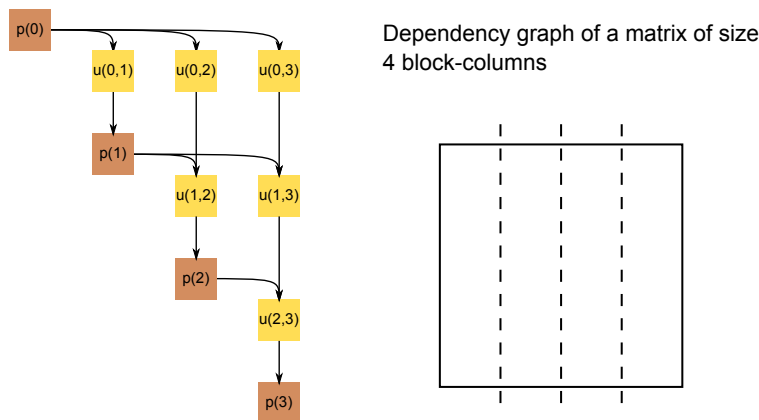 p(0)
Dependency graph of a matrix of size
4 block-columns
u(0,1)
u(0,2)
u(0,3)
p(1)
u(1,2)
u(1,3)
p(2)
u(2,3)
p(3)